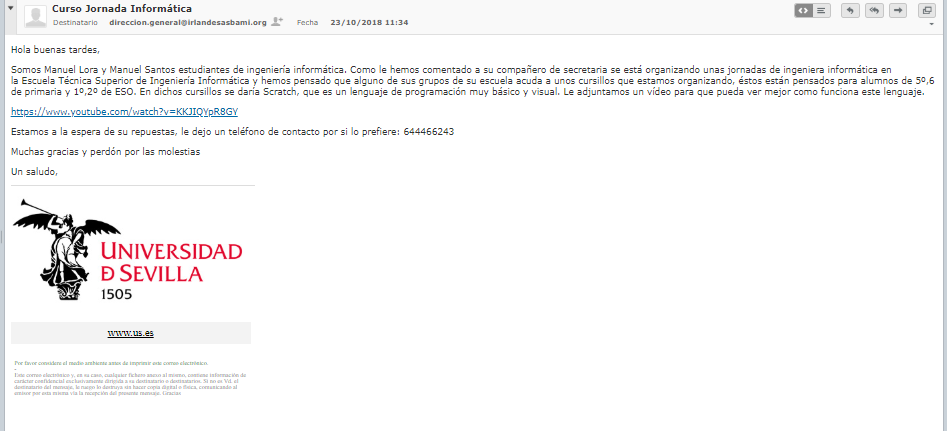 Curso Jornada Informática
Destinatario direccion.general@irlandesasbami.org Fecha 23/10/2018 11:34
Hola buenas tardes,
Somos Manuel Lora y Manuel Santos estudiantes de ingeniería informática. Como le hemos comentado a su compañero de secretaria se está organizando unas jornadas de ingeniera informática en
la Escuela Técnica Superior de Ingeniería Informática y hemos pensado que alguno de sus grupos de su escuela acuda a unos cursillos que estamos organizando, éstos están pensados para alumnos de 5º,6
de primaria y 1º,2º de ESO. En dichos cursillos se daría Scratch, que es un lenguaje de programación muy básico y visual. Le adjuntamos un vídeo para que pueda ver mejor como funciona este lenguaje.
https://www.youtube.com/watch?v=KKJIQYpR8GY
Estamos a la espera de su repuestas, le dejo un teléfono de contacto por si lo prefiere: 644466243
Muchas gracias y perdón por las molestias
Un saludo,
UNIVERSIDAD
D SEVILLA
1505
www.us.es
Por favor considere el medio ambiente antes de imprimir este correo electrónico.
Este correo electrónico y, en su caso, cualquier fichero anexo al mismo, contiene información de
carácter confidencial exclusivamente dirigida a su destinatario o destinatarios. Si no es Vd. el
destinatario del mensaje, le ruego lo destruya sin hacer copia digital o física, comunicando al
emisor por esta misma vía la recepción del presente mensaje. Gracias